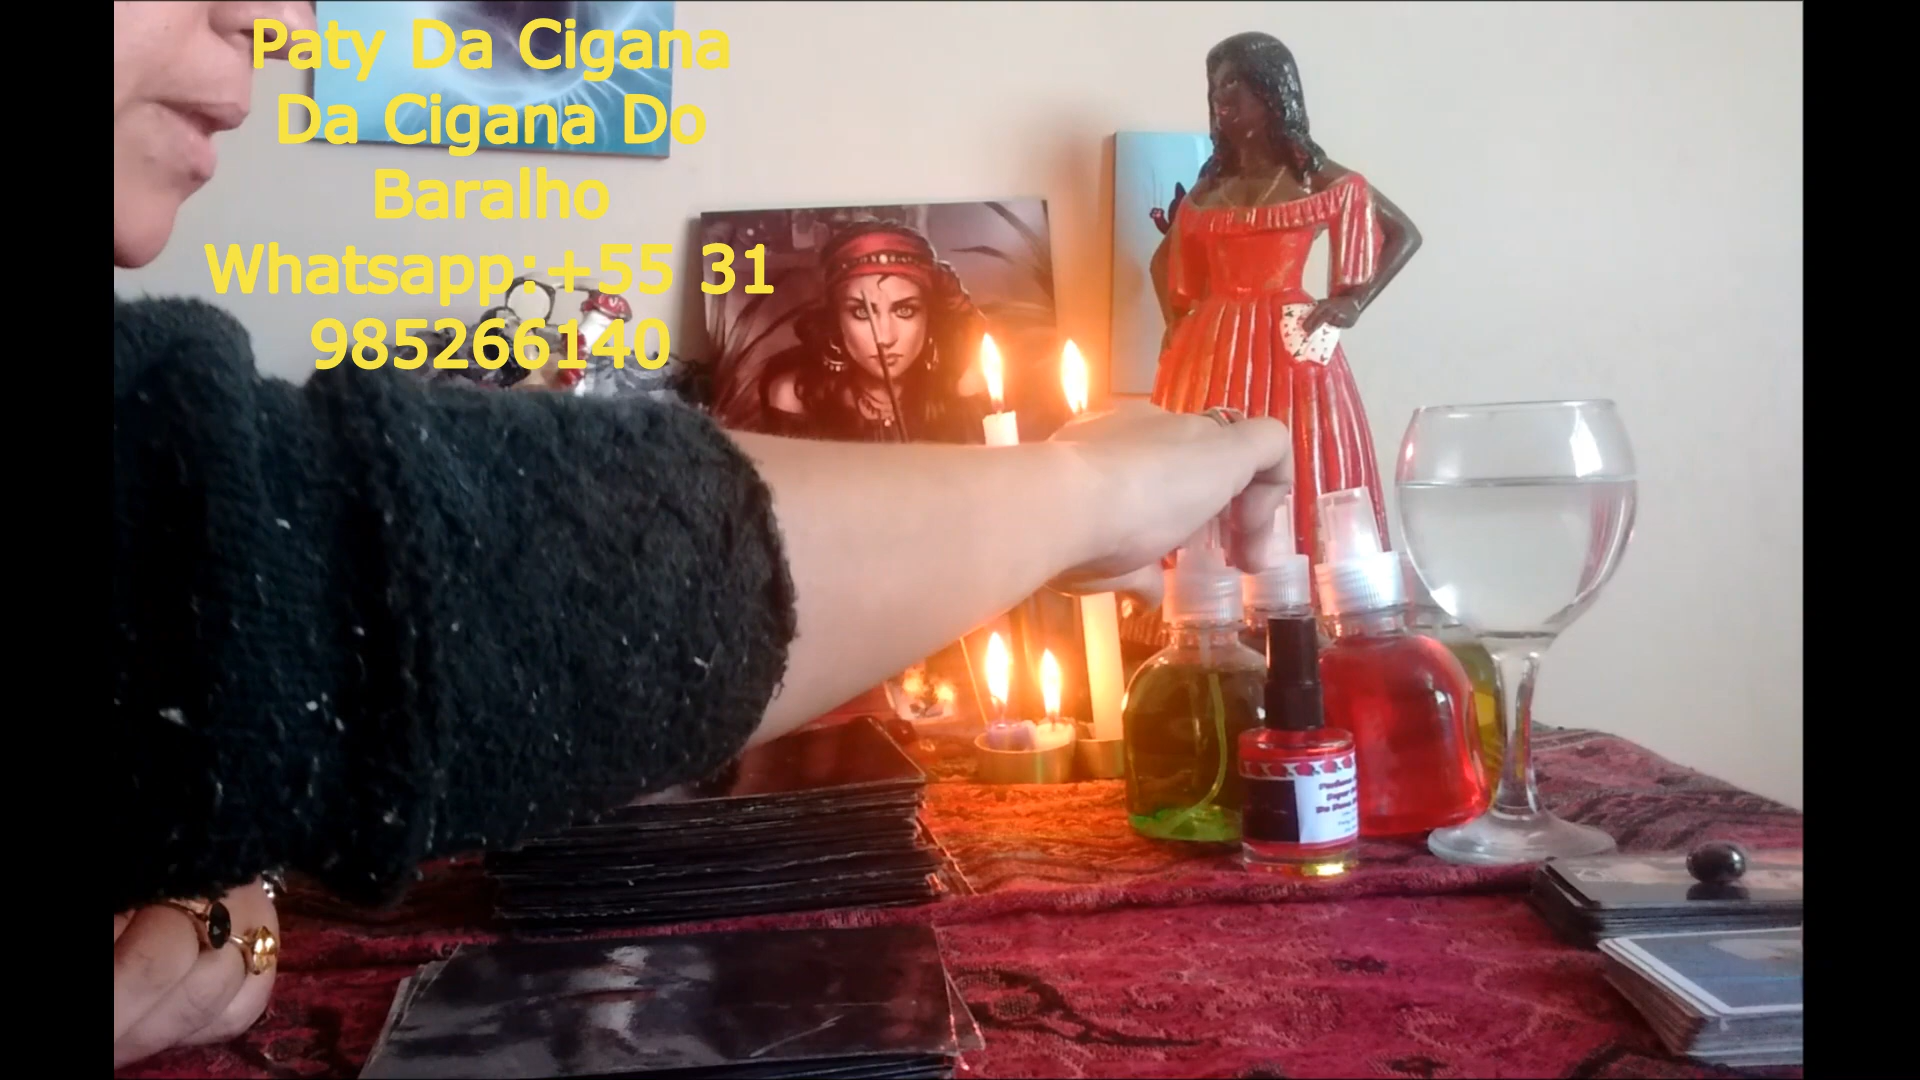 Paty Da Cigana
Da Cigana Do
Baralho
Whatsapp:+55 31
985266140